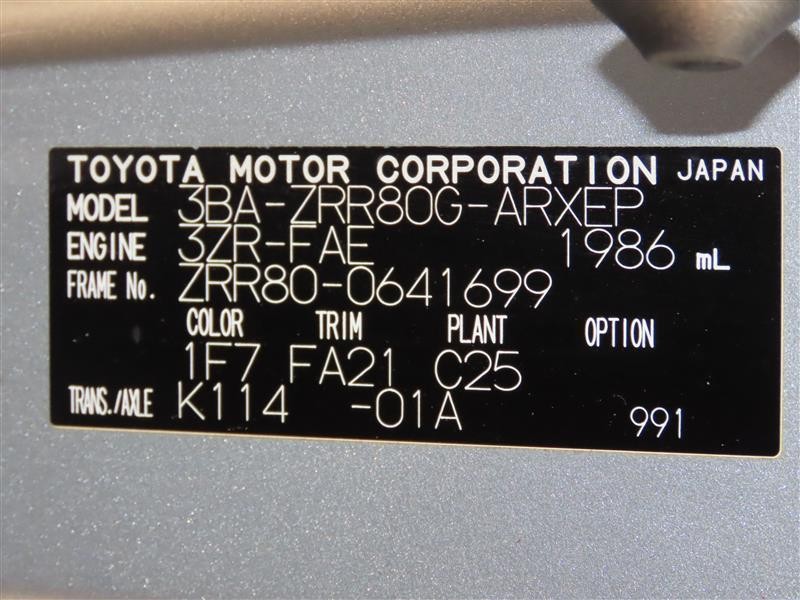 TOYOTA MOTOR CORPORATION JAPAN
MODEL 3BA-ZRR80G-ARXEP
ENGINE 3ZR-FAE 1986 mL
FRAME No. ZRR80-0641699
COLOR TRIM PLANT OPTION
1F7 FA21 C25
TRANS./AXLE K114 -01A 991